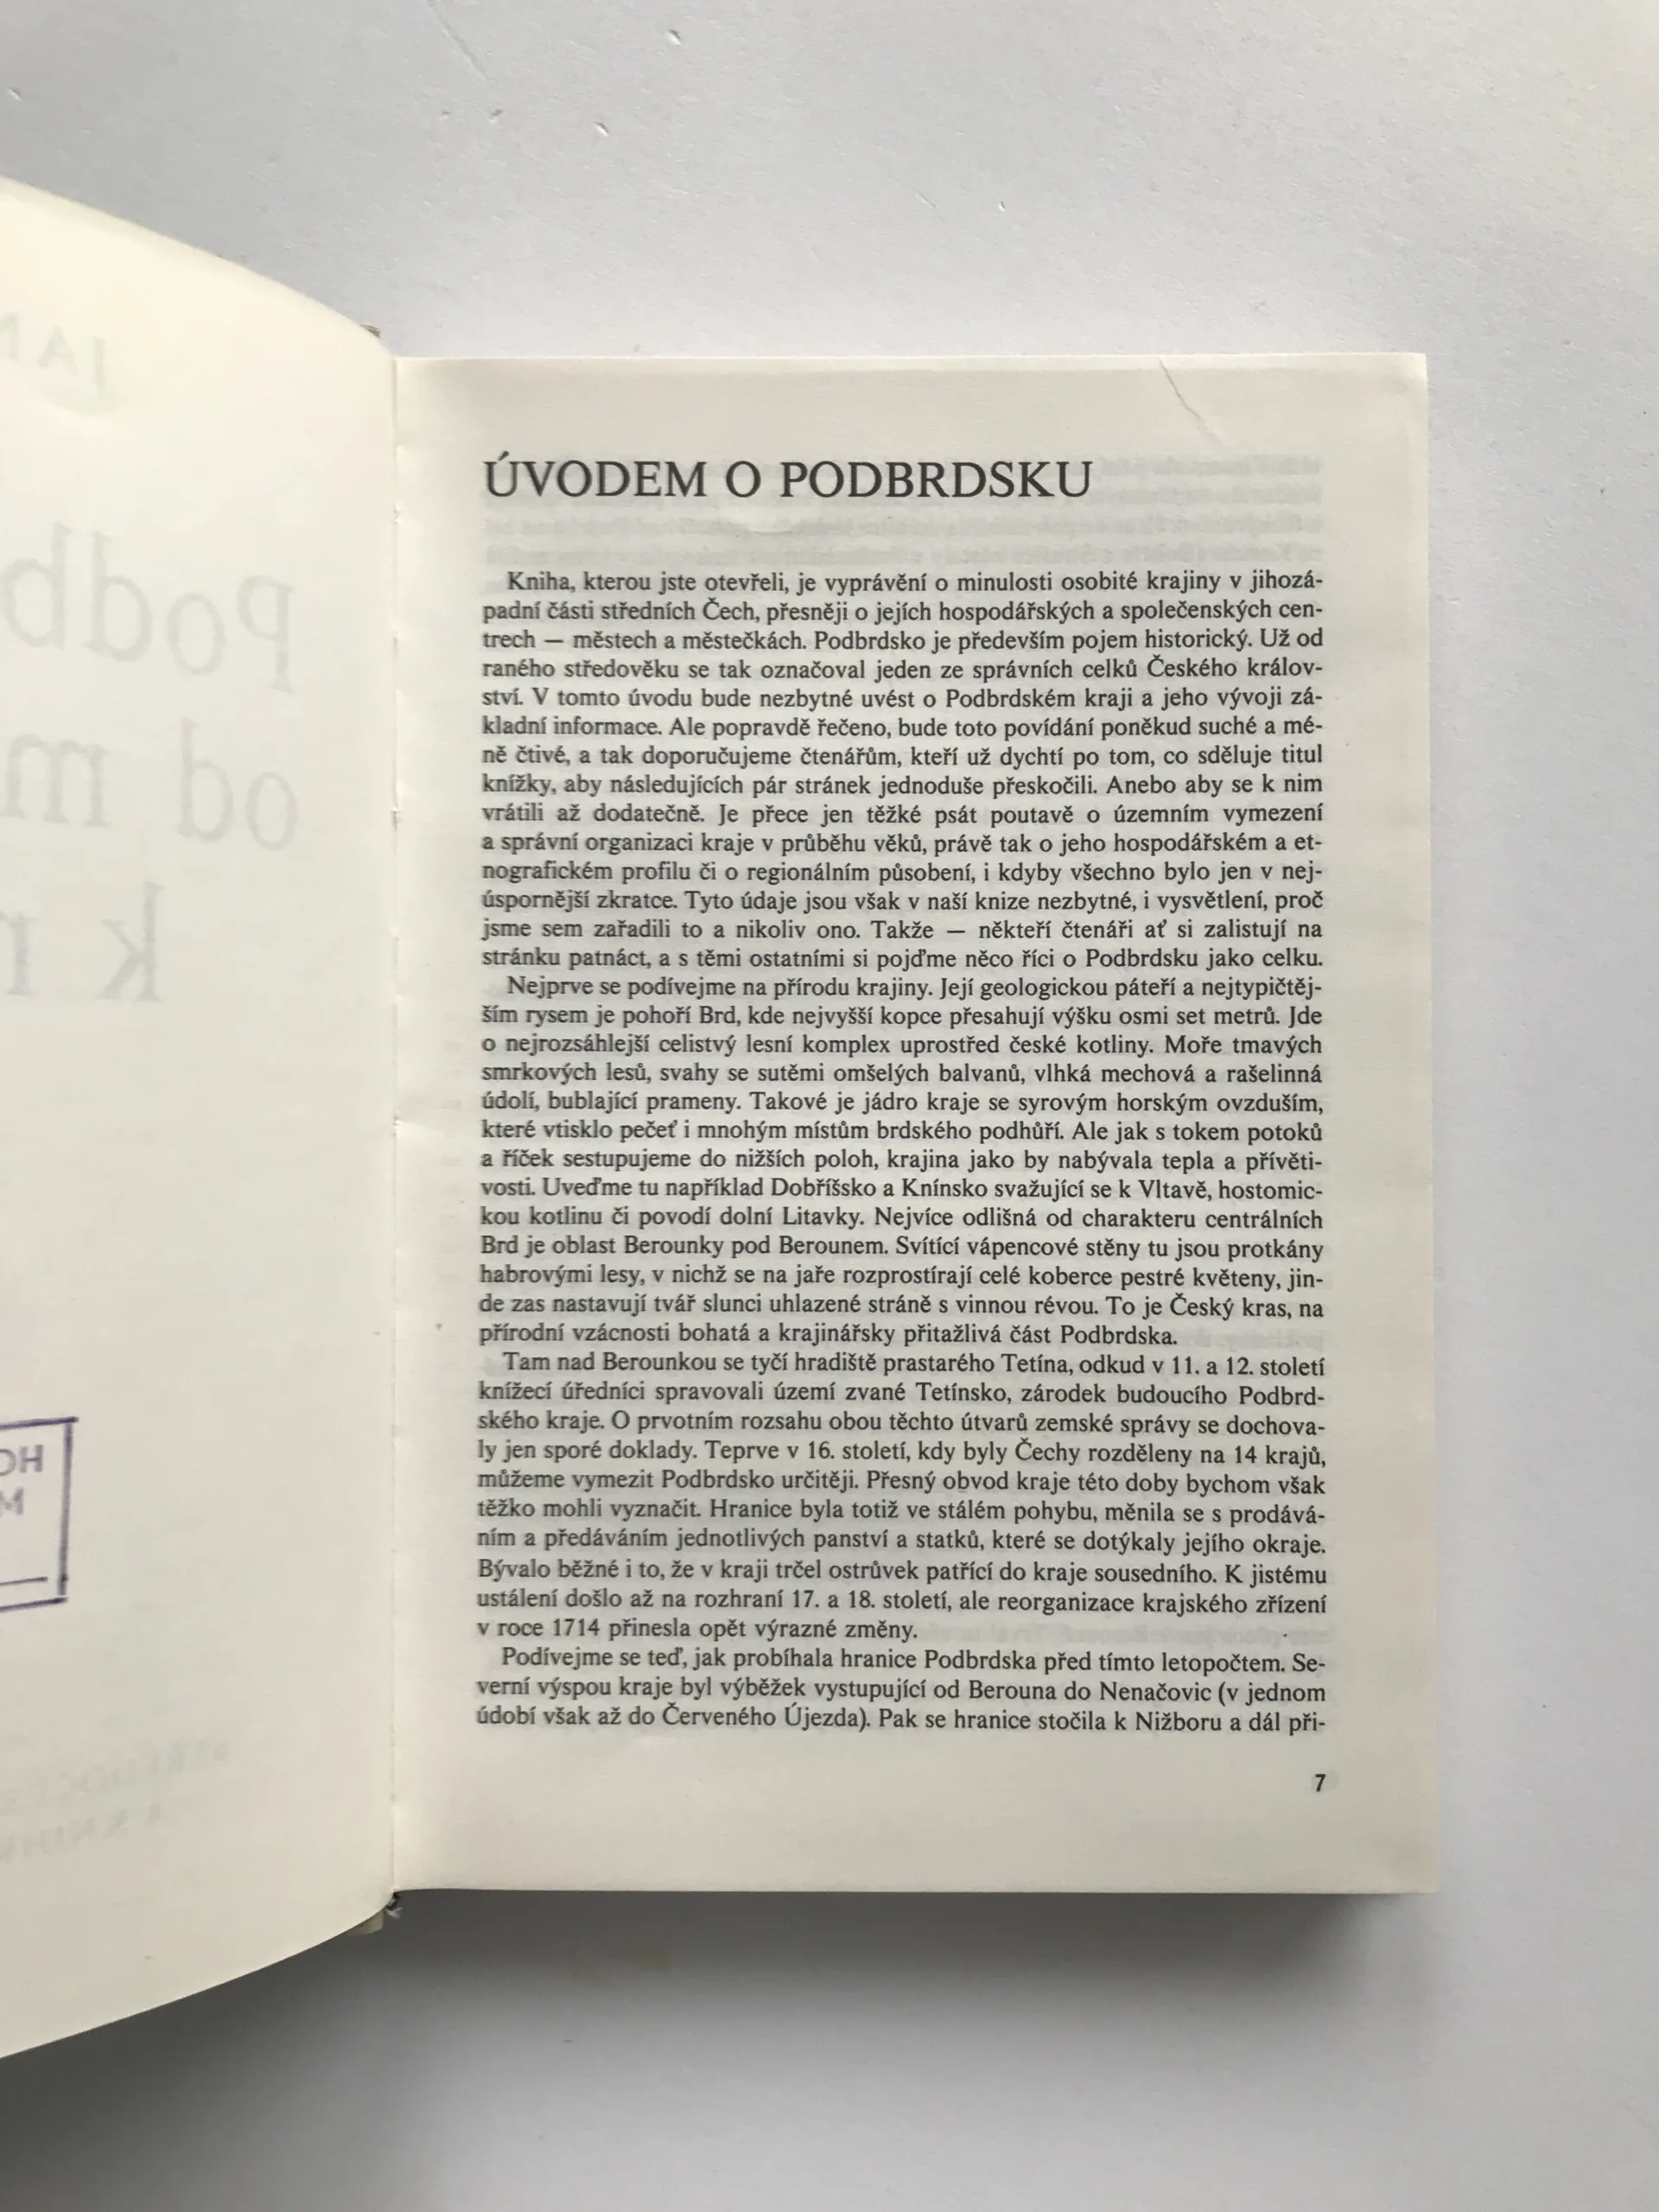 ÚVODEM O PODBRDSKU
Kniha, kterou jste otevřeli, je vyprávění o minulosti osobité krajiny v jihozá-
padní části středních Čech, přesněji o jejích hospodářských a společenských cen-
trech — městech a městečkách. Podbrdsko je především pojem historický. Už od
raného středověku se tak označoval jeden ze správních celků Českého králov-
ství. V tomto úvodu bude nezbytné uvést o Podbrdském kraji a jeho vývoji zá-
kladní informace. Ale popravdě řečeno, bude toto povídání poněkud suché a mé-
ně čtivé, a tak doporučujeme čtenářům, kteří už dychtí po tom, co sděluje titul
knížky, aby následujících pár stránek jednoduše přeskočili. Anebo aby se k nim
vrátili až dodatečně. Je přece jen těžké psát poutavě o územním vymezení
a správní organizaci kraje v průběhu věků, právě tak o jeho hospodářském a et-
nografickém profilu či o regionálním působení, i kdyby všechno bylo jen v nej-
úspornější zkratce. Tyto údaje jsou však v naší knize nezbytné, i vysvětlení, proč
jsme sem zařadili to a nikoliv ono. Takže — někteří čtenáři ať si zalistují na
stránku patnáct, a s těmi ostatními si pojďme něco říci o Podbrdsku jako celku.
Nejprve se podívejme na přírodu krajiny. Její geologickou páteří a nejtypičtěj-
ším rysem je pohoří Brd, kde nejvyšší kopce přesahují výšku osmi set metrů. Jde
o nejrozsáhlejší celistvý lesní komplex uprostřed české kotliny. Moře tmavých
smrkových lesů, svahy se sutěmi omšelých balvanů, vlhká mechová a rašelinná
údolí, bublající prameny. Takové je jádro kraje se syrovým horským ovzduším,
které vtisklo pečeť i mnohým místům brdského podhůří. Ale jak s tokem potoků
a říček sestupujeme do nižších poloh, krajina jako by nabývala tepla a přívěti-
vosti. Uveďme tu například Dobříšsko a Knínsko svažující se k Vltavě, hostomic-
kou kotlinu či povodí dolní Litavky. Nejvíce odlišná od charakteru centrálních
Brd je oblast Berounky pod Berounem. Svítící vápencové stěny tu jsou protkány
habrovými lesy, v nichž se na jaře rozprostírají celé koberce pestré květeny, jin-
de zas nastavují tvář slunci uhlazené stráně s vinnou révou. To je Český kras, na
přírodní vzácnosti bohatá a krajinářsky přitažlivá část Podbrdska.
Tam nad Berounkou se tyčí hradiště prastarého Tetína, odkud v 11. a 12. století
knížecí úředníci spravovali území zvané Tetínsko, zárodek budoucího Podbrd-
ského kraje. O prvotním rozsahu obou těchto útvarů zemské správy se dochova-
ly jen sporé doklady. Teprve v 16. století, kdy byly Čechy rozděleny na 14 krajů,
můžeme vymezit Podbrdsko určitěji. Přesný obvod kraje této doby bychom však
těžko mohli vyznačit. Hranice byla totiž ve stálém pohybu, měnila se s prodává-
ním a předáváním jednotlivých panství a statků, které se dotýkaly jejího okraje.
Bývalo běžné i to, že v kraji trčel ostrůvek patřící do kraje sousedního. K jistému
ustálení došlo až na rozhraní 17. a 18. století, ale reorganizace krajského zřízení
v roce 1714 přinesla opět výrazné změny.
Podívejme se teď, jak probíhala hranice Podbrdska před tímto letopočtem. Se-
verní výspou kraje byl výběžek vystupující od Berouna do Nenačovic (v jednom
údobí však až do Červeného Újezda). Pak se hranice stočila k Nižboru a dál při-
7